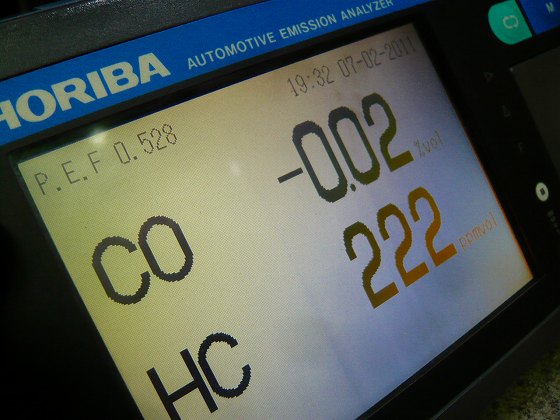 HORIBA AUTOMOTIVE EMISSION ANALYZER
19:32 07-02-2011
P.E.F 0.528
CO -0.02 %vol
HC 222 ppmvol
M